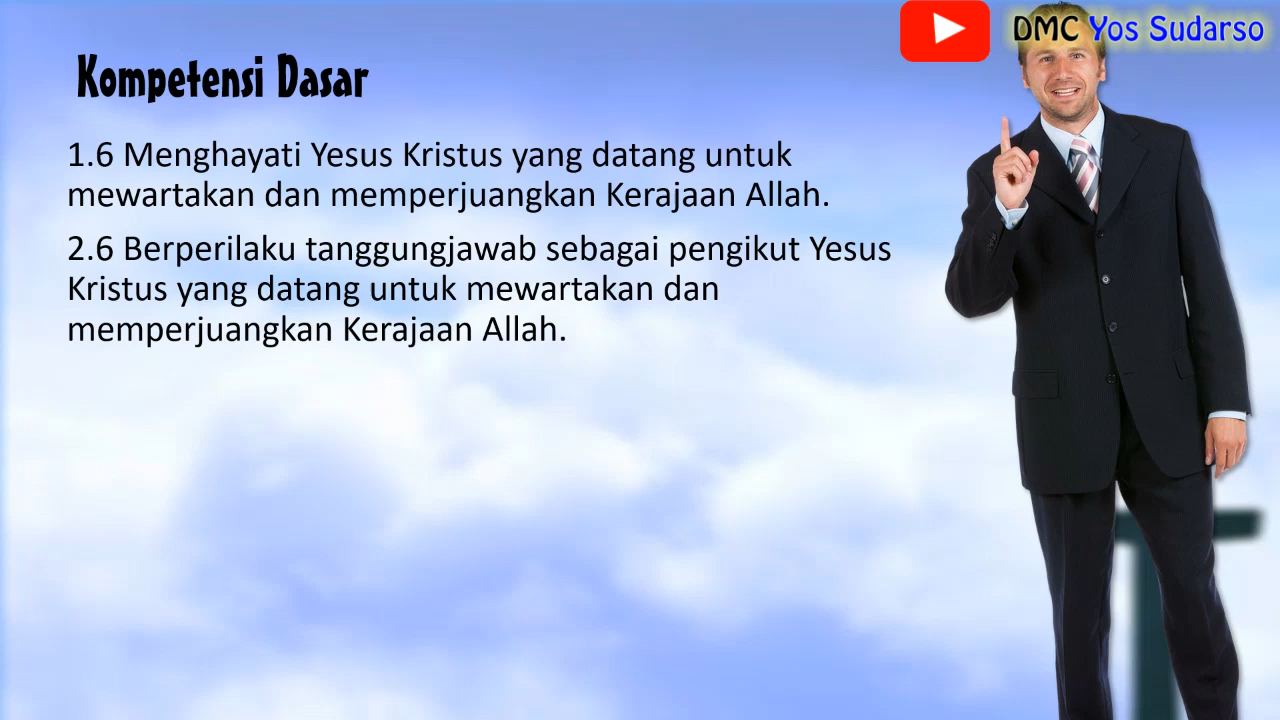 DMC Yos Sudarso
Kompetensi Dasar
1.6 Menghayati Yesus Kristus yang datang untuk
mewartakan dan memperjuangkan Kerajaan Allah.
2.6 Berperilaku tanggungjawab sebagai pengikut Yesus
Kristus yang datang untuk mewartakan dan
memperjuangkan Kerajaan Allah.